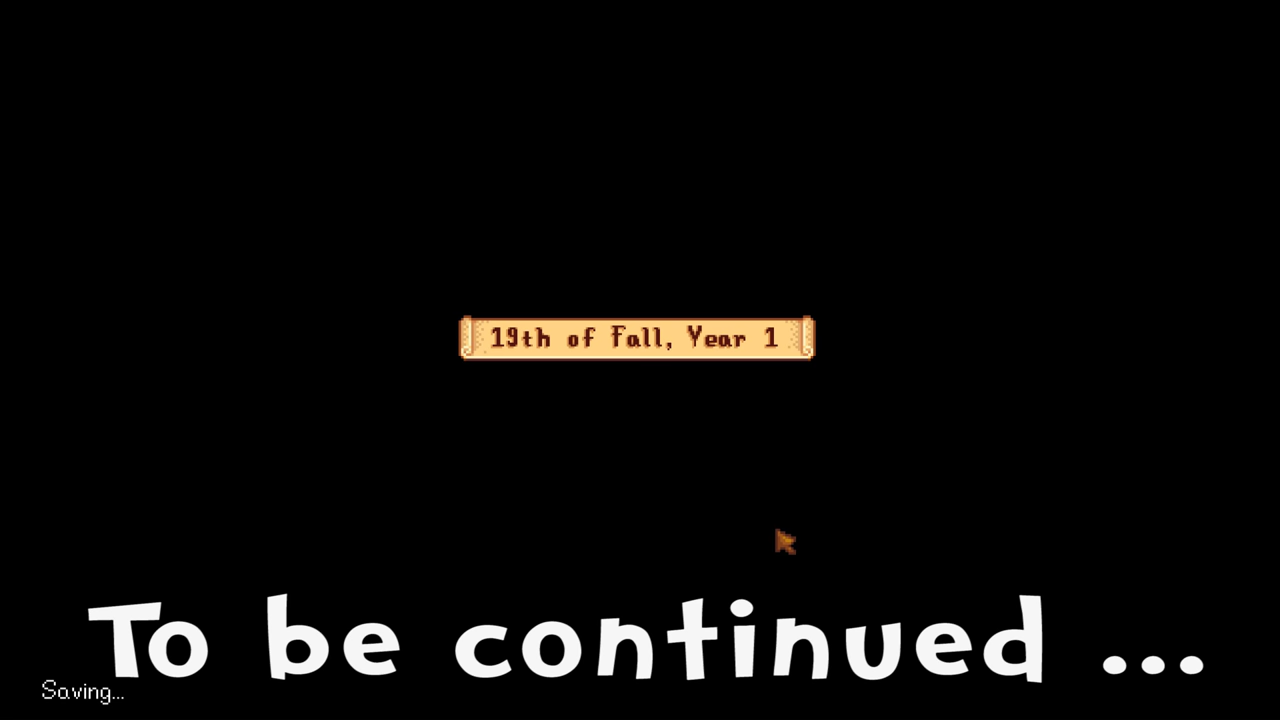 19th of Fall, Year 1
To be continued ...
Saving...